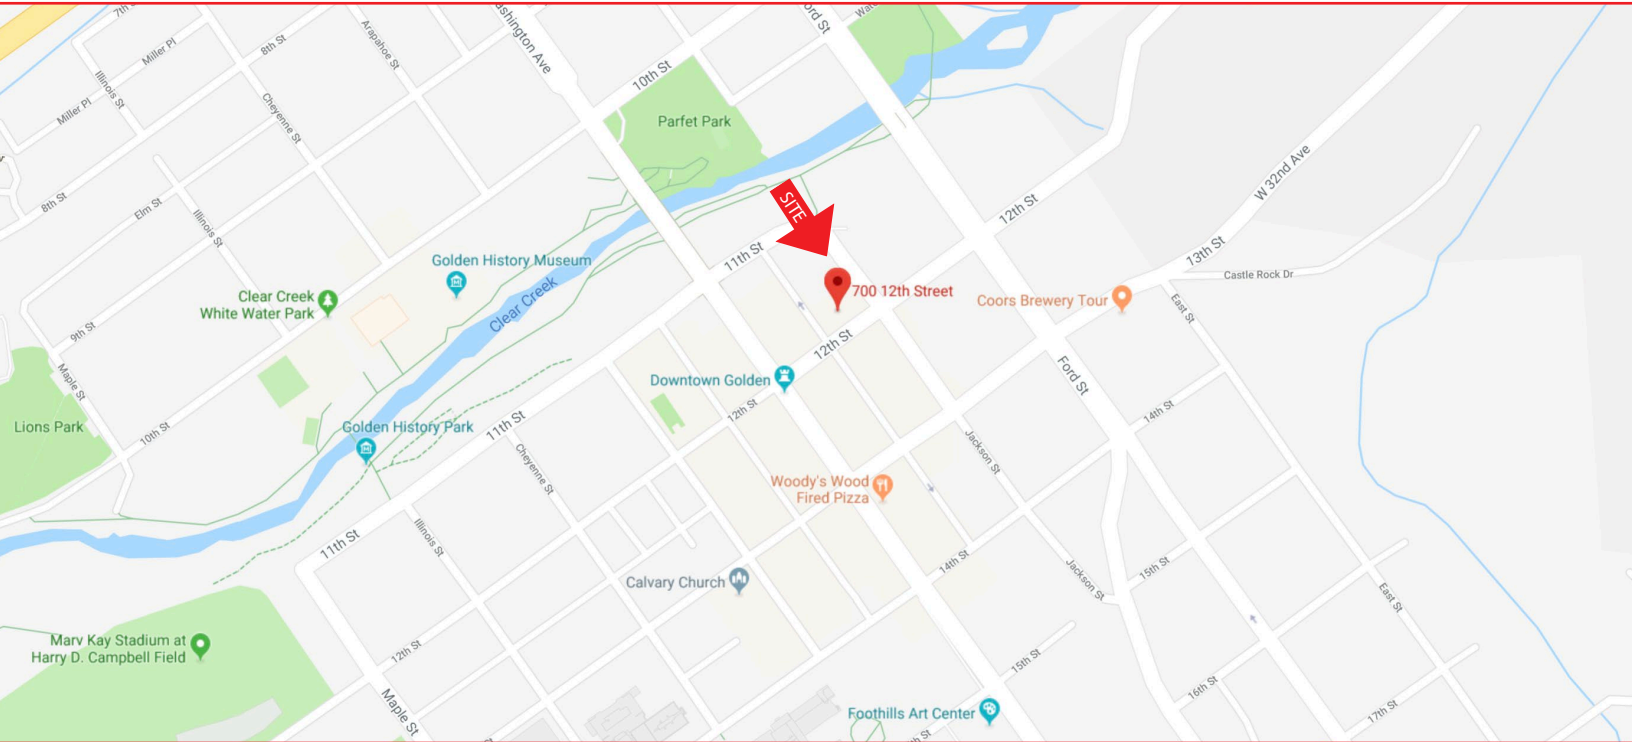 7th
ashington Ave
ord St
Wate
Miller Pl
Arapahoe St
8th St
10th St
Illinois St
Miller Pl
Cheyenne St
Parfet Park
W 32nd Ave
8th St
Elm St
Illinois St
SITE
12th St
11th St
13th St
Golden History Museum
Castle Rock Dr
Clear Creek
White Water Park
Clear Creek
700 12th Street
Coors Brewery Tour
East St
9th St
12th St
Maple St
Downtown Golden
Ford St
12th St
14th St
Lions Park
10th St
Golden History Park
11th St
Jackson St
Cheyenne St
Woody's Wood
Fired Pizza
11th St
Illinois St
14th St
Calvary Church
Jackson St
15th St
East St
Marv Kay Stadium at
Harry D. Campbell Field
12th St
15th St
16th St
Maple St
Foothills Art Center
17th St
h St